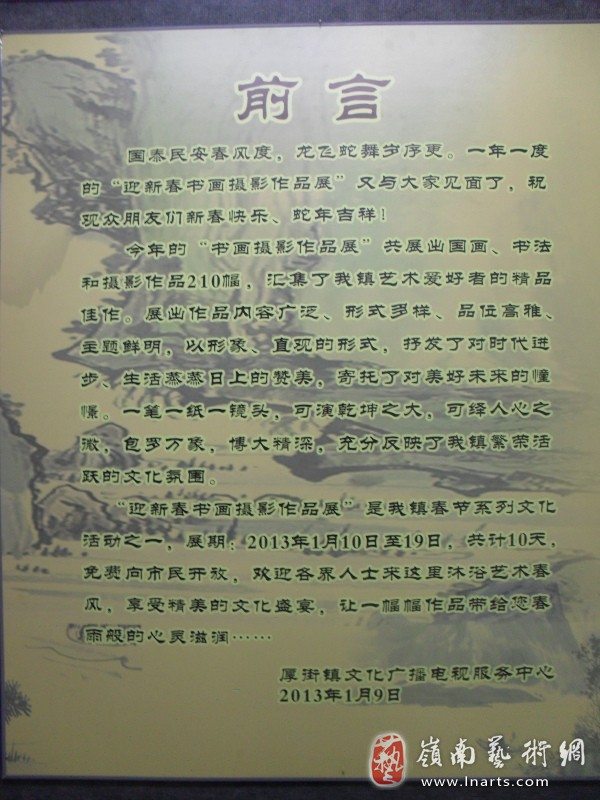 前言
国泰民安春风度，龙飞蛇舞岁序更。一年一度
的“迎新春书画摄影作品展”又与大家见面了，祝
观众朋友们新春快乐、蛇年吉祥！
今年的“书画摄影作品展”共展出国画、书法
和摄影作品210幅，汇集了我镇艺术爱好者的精品
佳作。展出作品内容广泛、形式多样、品位高雅、
主题鲜明，以形象、直观的形式，抒发了对时代进
步、生活蒸蒸日上的赞美，寄托了对美好未来的憧
憬。一笔一纸一镜头，可演乾坤之大，可绎人心之
微，包罗万象，博大精深，充分反映了我镇繁荣活
跃的文化氛围。
“迎新春书画摄影作品展”是我镇春节系列文化
活动之一，展期：2013年1月10日至19日，共计10天，
免费向市民开放，欢迎各界人士来这里沐浴艺术春
风，享受精美的文化盛宴，让一幅幅作品带给您春
雨般的心灵滋润……
厚街镇文化广播电视服务中心
2013年1月9日
嶺南藝術網
www.lnarts.com